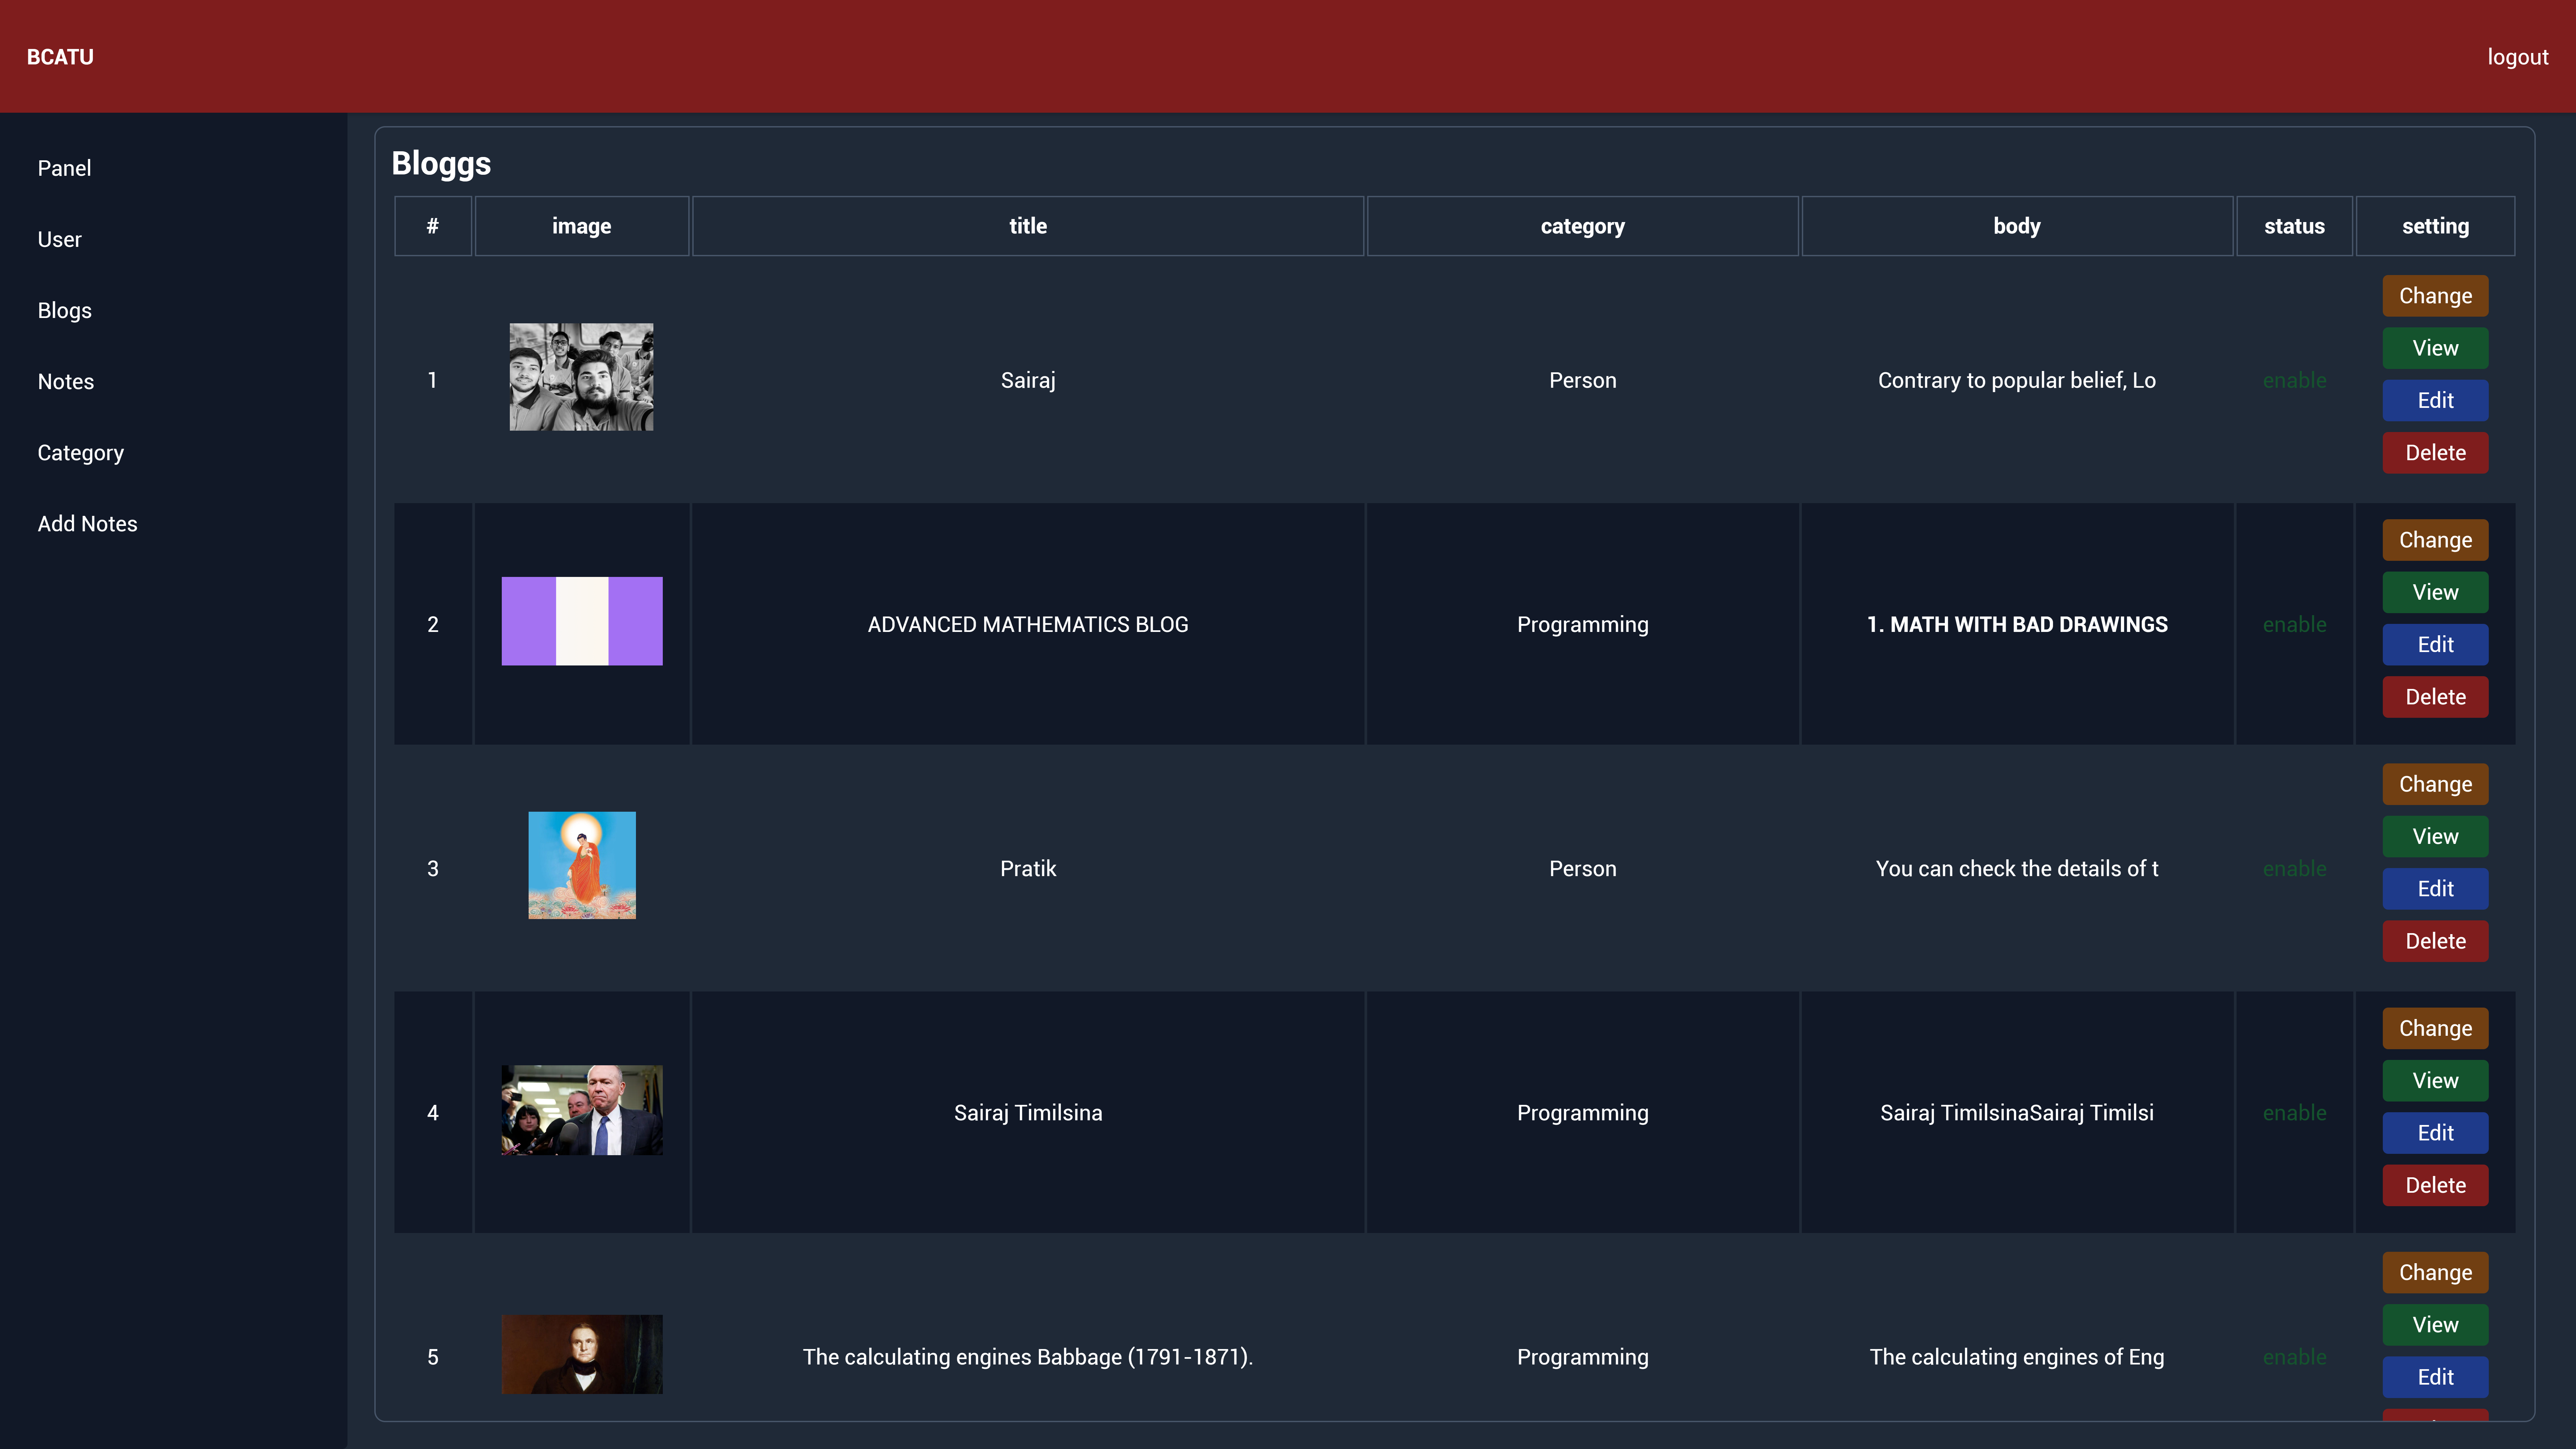 BCATU
logout
Panel
User
Blogs
Notes
Category
Add Notes
Bloggs
# image title category body status setting
1 Sairaj Person Contrary to popular belief, Lo enable
Change
View
Edit
Delete
2 ADVANCED MATHEMATICS BLOG Programming 1. MATH WITH BAD DRAWINGS enable
Change
View
Edit
Delete
3 Pratik Person You can check the details of t enable
Change
View
Edit
Delete
4 Sairaj Timilsina Programming Sairaj TimilsinaSairaj Timilsi enable
Change
View
Edit
Delete
5 The calculating engines Babbage (1791-1871). Programming The calculating engines of Eng enable
Change
View
Edit